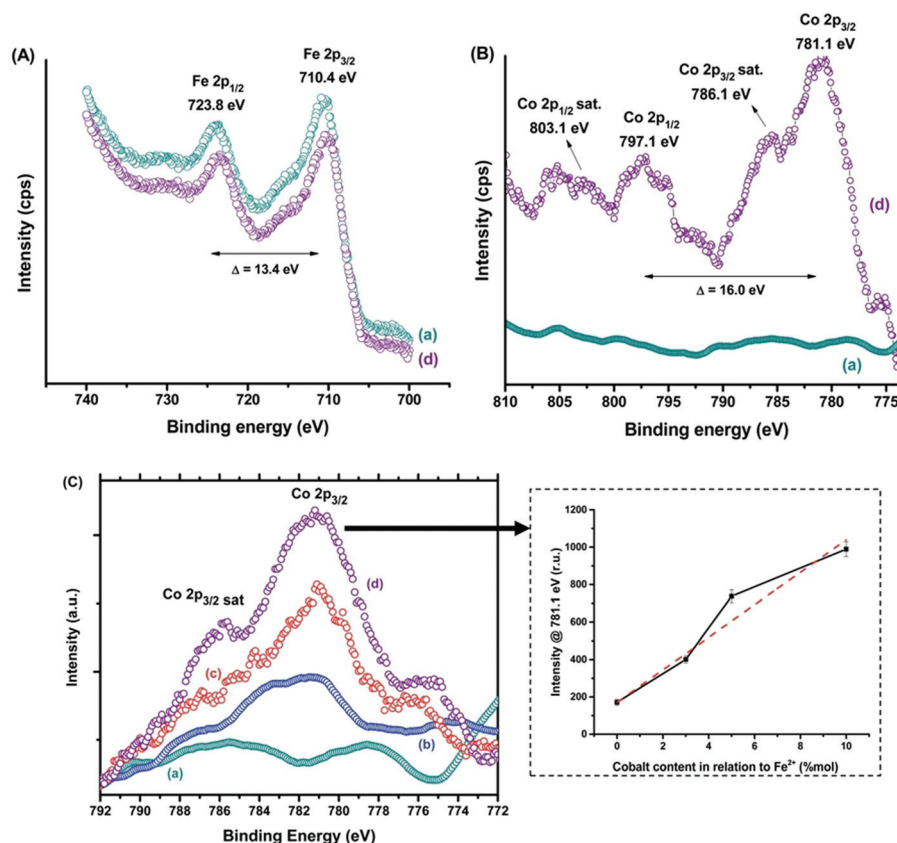 (A)
Fe 2p1/2
723.8 eV
Fe 2p3/2
710.4 eV
Δ = 13.4 eV
(a)
(d)
Intensity (cps)
740 730 720 710 700
Binding energy (eV)
(B)
Co 2p3/2
781.1 eV
Co 2p3/2 sat.
786.1 eV
Co 2p1/2 sat.
803.1 eV
Co 2p1/2
797.1 eV
(d)
Δ = 16.0 eV
(a)
Intensity (cps)
810 805 800 795 790 785 780 775
Binding energy (eV)
(C)
Co 2p3/2
Co 2p3/2 sat
(d)
(c)
(b)
(a)
Intensity (a.u.)
792 790 788 786 784 782 780 778 776 774 772
Binding Energy (eV)
Intensity @ 781.1 eV (r.u.)
1200
1000
800
600
400
200
0
0 2 4 6 8 10
Cobalt content in relation to Fe2+ (%mol)